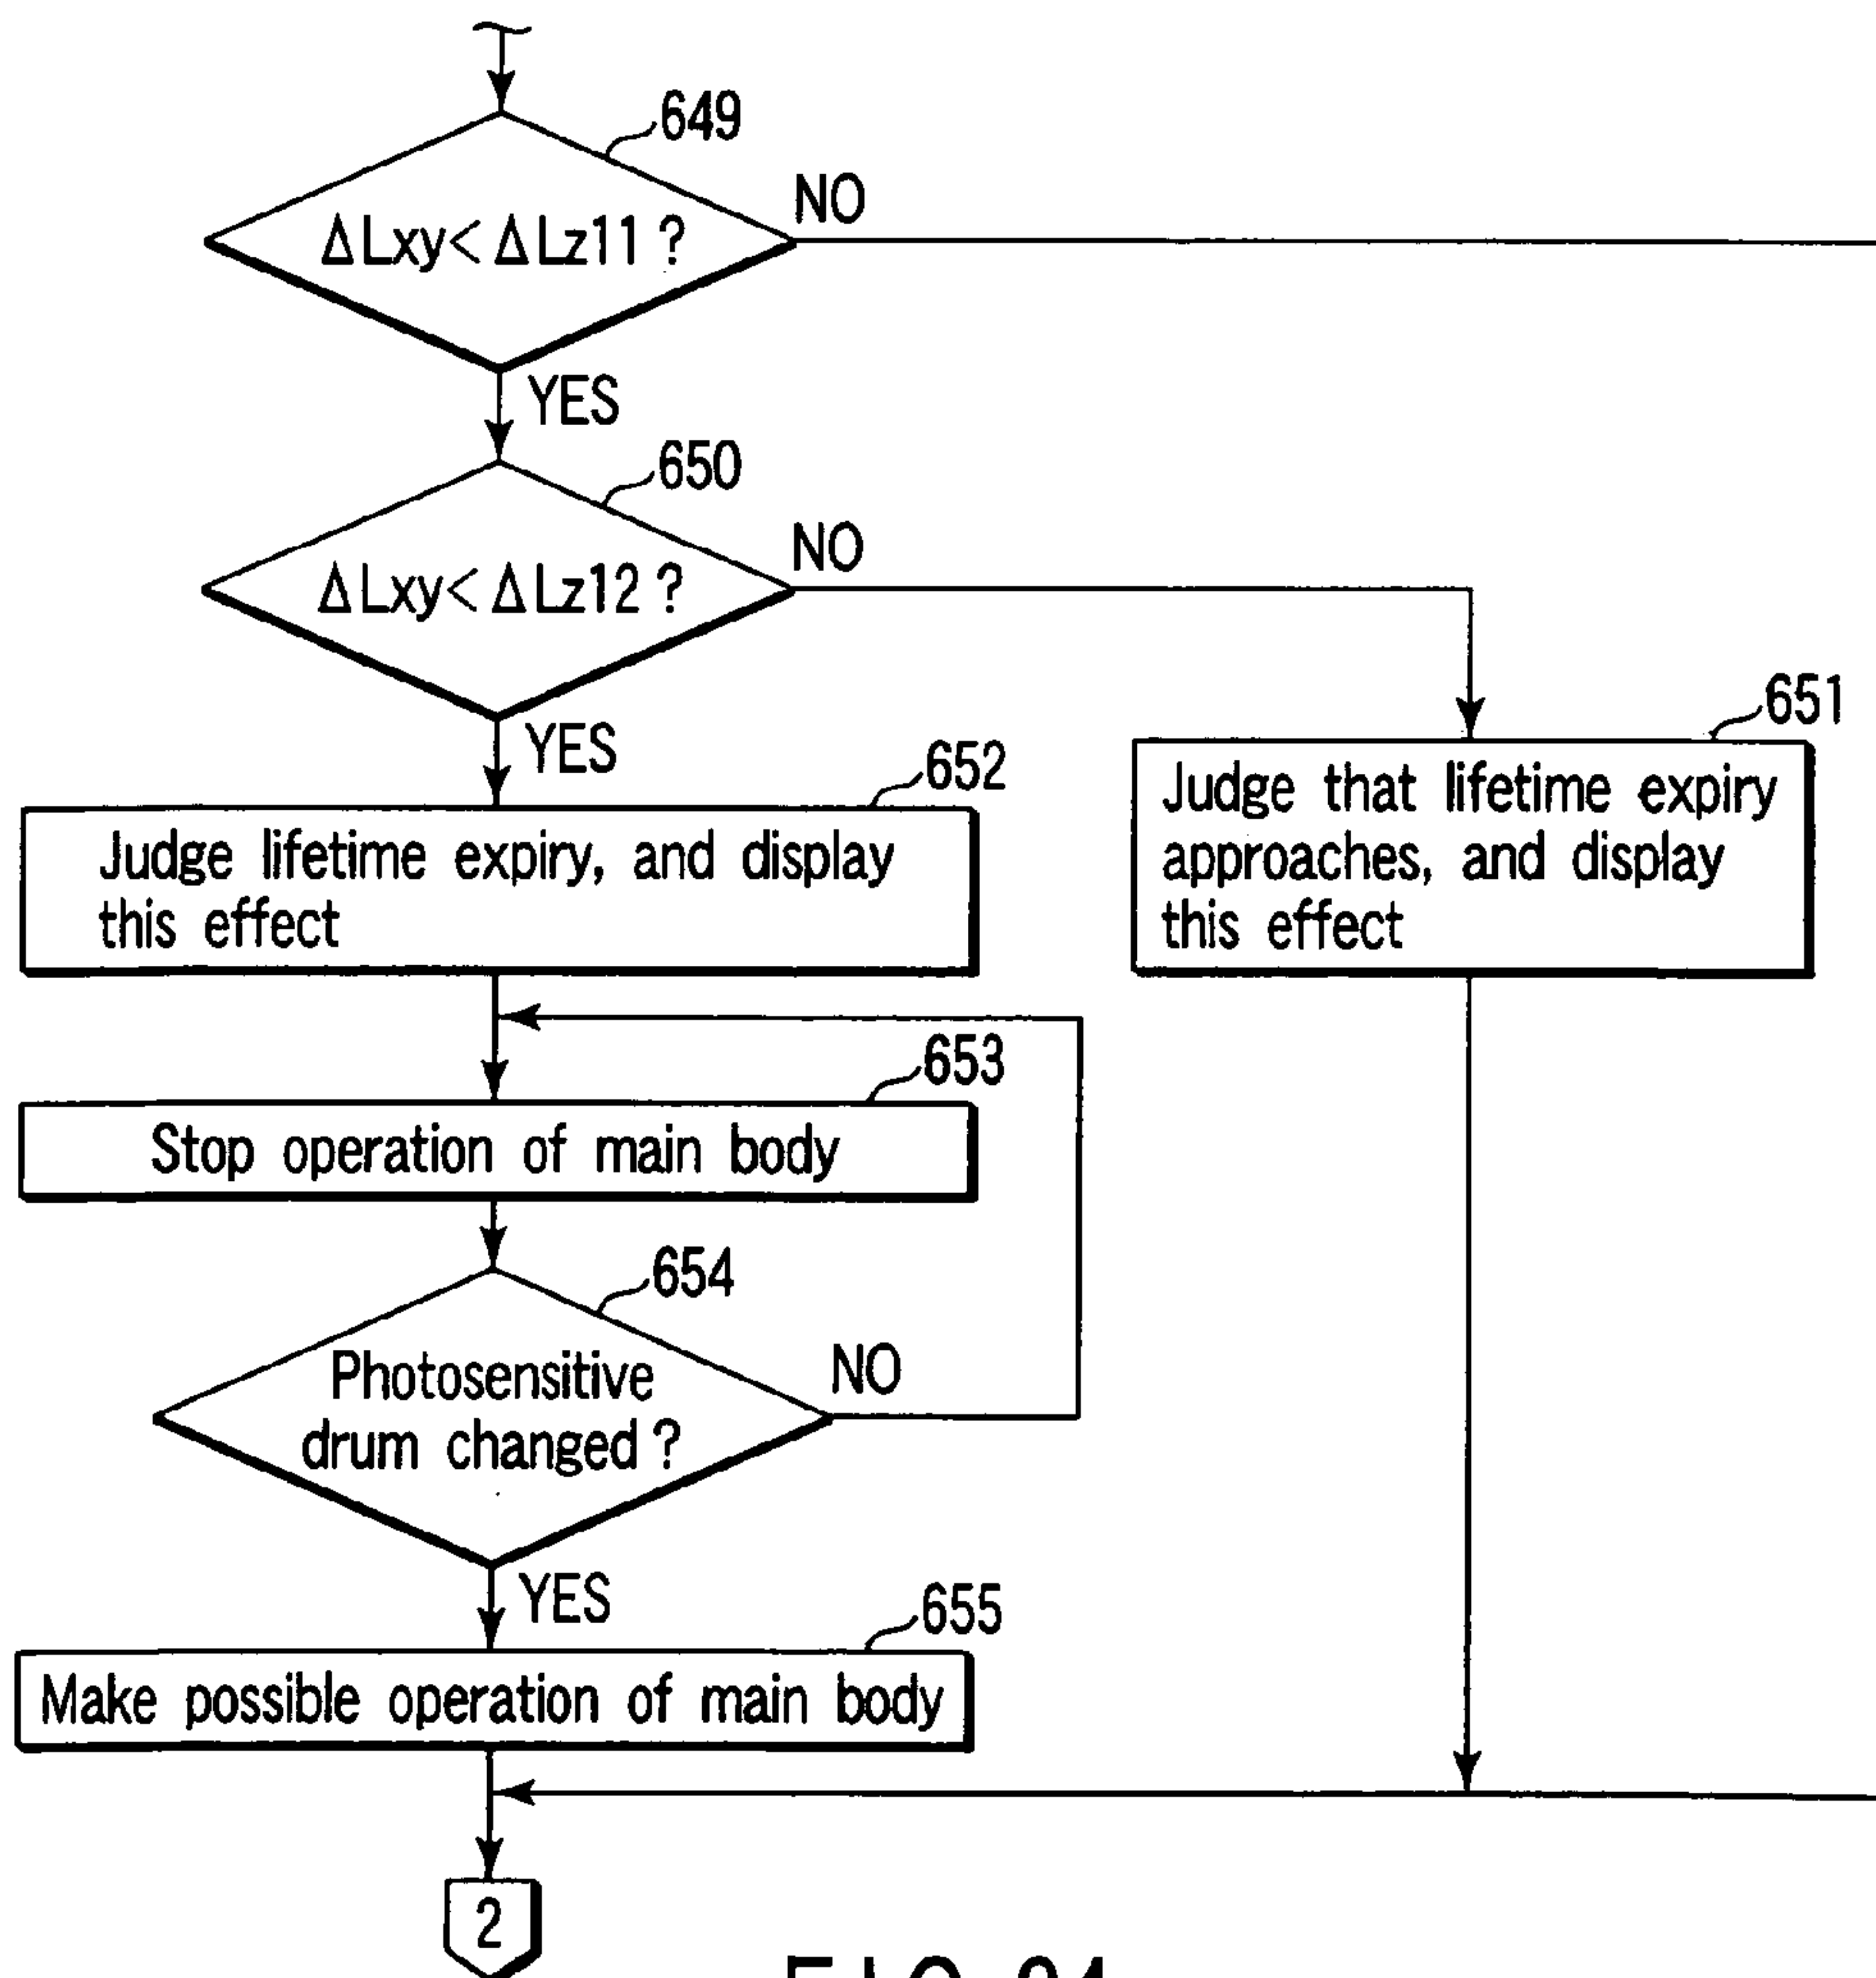 649
ΔLxy<ΔLz11?
NO
YES
650
ΔLxy<ΔLz12?
NO
YES
651
Judge that lifetime expiry
approaches, and display
this effect
652
Judge lifetime expiry, and display
this effect
653
Stop operation of main body
654
Photosensitive
drum changed?
NO
YES
655
Make possible operation of main body
2